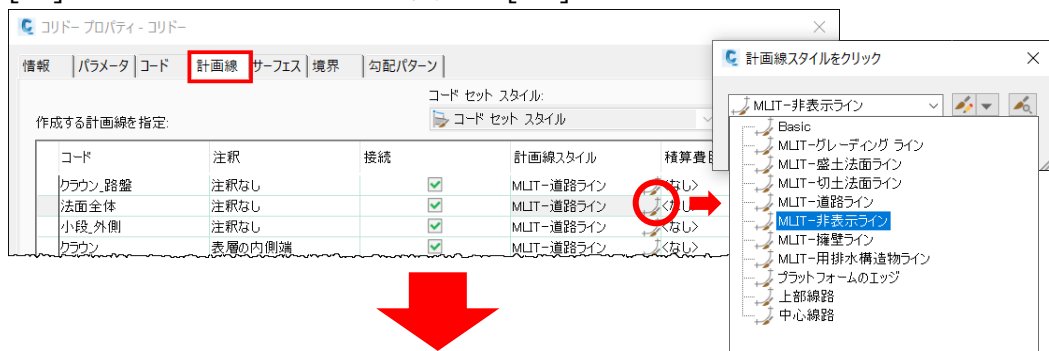 コリドー プロパティ - コリドー
情報 パラメータ コード 計画線 サーフェス 境界 勾配パターン
コード セット スタイル:
作成する計画線を指定:
コード セット スタイル
コード 注釈 接続 計画線スタイル 積算費目
クラウン_路盤 注釈なし MLIT-道路ライン <なし>
法面全体 注釈なし MLIT-道路ライン <なし>
小段_外側 注釈なし MLIT-道路ライン <なし>
クラウン 表層の内側端 MLIT-道路ライン <なし>
計画線スタイルをクリック
MLIT-非表示ライン
Basic
MLIT-グレーディング ライン
MLIT-盛土法面ライン
MLIT-切土法面ライン
MLIT-道路ライン
MLIT-非表示ライン
MLIT-擁壁ライン
MLIT-用排水構造物ライン
プラットフォームのエッジ
上部線路
中心線路